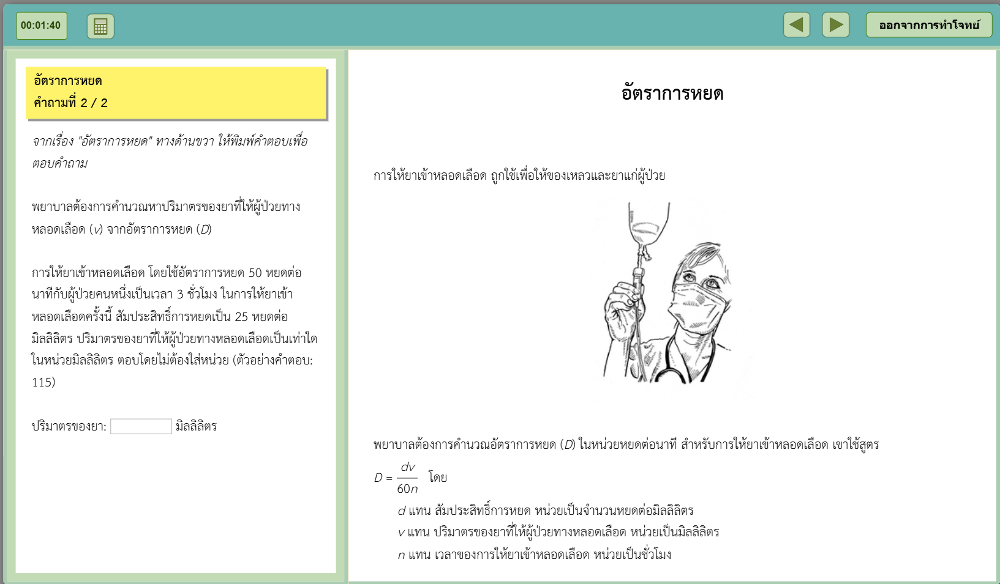 00:01:40
ออกจากการทำโจทย์
อัตราการหยด
คำถามที่ 2 / 2
จากเรื่อง "อัตราการหยด" ทางด้านขวา ให้พิมพ์คำตอบเพื่อ
ตอบคำถาม
พยาบาลต้องการคำนวณหาปริมาตรของยาที่ให้ผู้ป่วยทาง
หลอดเลือด (v) จากอัตราการหยด (D)
การให้ยาเข้าหลอดเลือด โดยใช้อัตราการหยด 50 หยดต่อ
นาทีกับผู้ป่วยคนหนึ่งเป็นเวลา 3 ชั่วโมง ในการให้ยาเข้า
หลอดเลือดครั้งนี้ สัมประสิทธิ์การหยดเป็น 25 หยดต่อ
มิลลิลิตร ปริมาตรของยาที่ให้ผู้ป่วยทางหลอดเลือดเป็นเท่าใด
ในหน่วยมิลลิลิตร ตอบโดยไม่ต้องใส่หน่วย (ตัวอย่างคำตอบ:
115)
ปริมาตรของยา: มิลลิลิตร
อัตราการหยด
การให้ยาเข้าหลอดเลือด ถูกใช้เพื่อให้ของเหลวและยาแก่ผู้ป่วย
พยาบาลต้องการคำนวณอัตราการหยด (D) ในหน่วยหยดต่อนาที สำหรับการให้ยาเข้าหลอดเลือด เขาใช้สูตร
D = dv/60n โดย
d แทน สัมประสิทธิ์การหยด หน่วยเป็นจำนวนหยดต่อมิลลิลิตร
v แทน ปริมาตรของยาที่ให้ผู้ป่วยทางหลอดเลือด หน่วยเป็นมิลลิลิตร
n แทน เวลาของการให้ยาเข้าหลอดเลือด หน่วยเป็นชั่วโมง